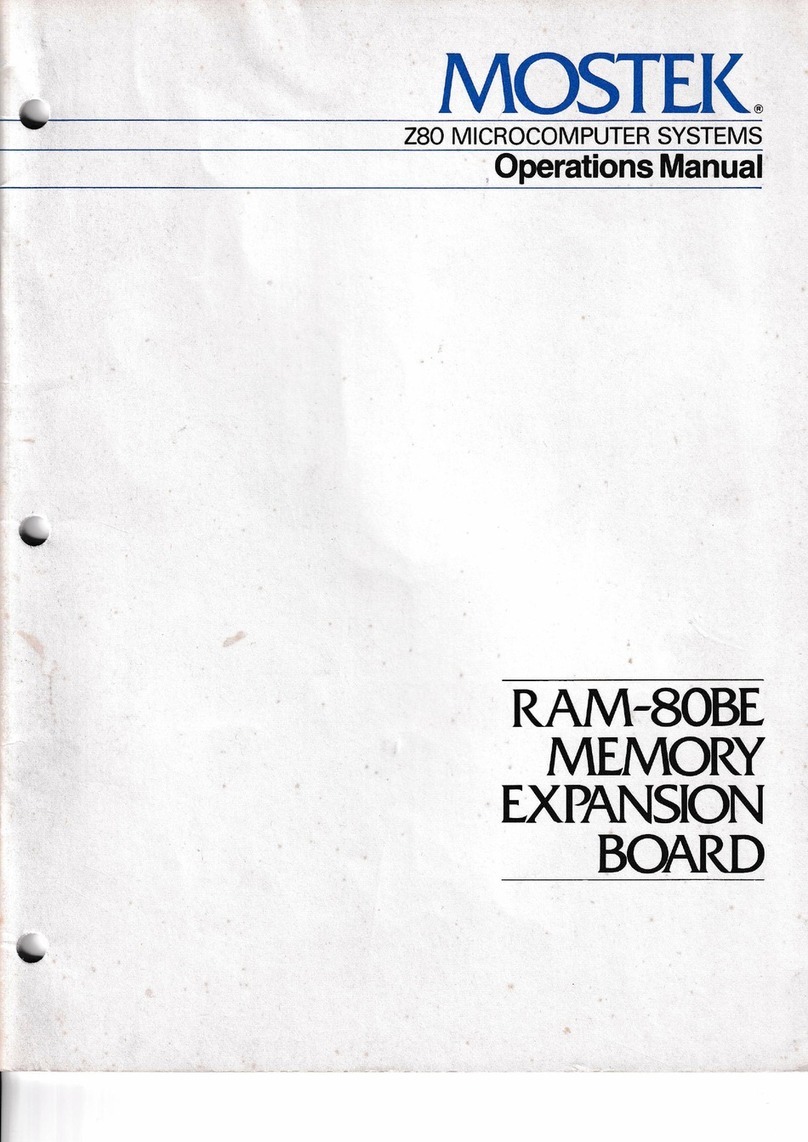 MOSTEK®
Z80 MICROCOMPUTER SYSTEMS
Operations Manual
RAM-80BE
MEMORY
EXPANSION
BOARD